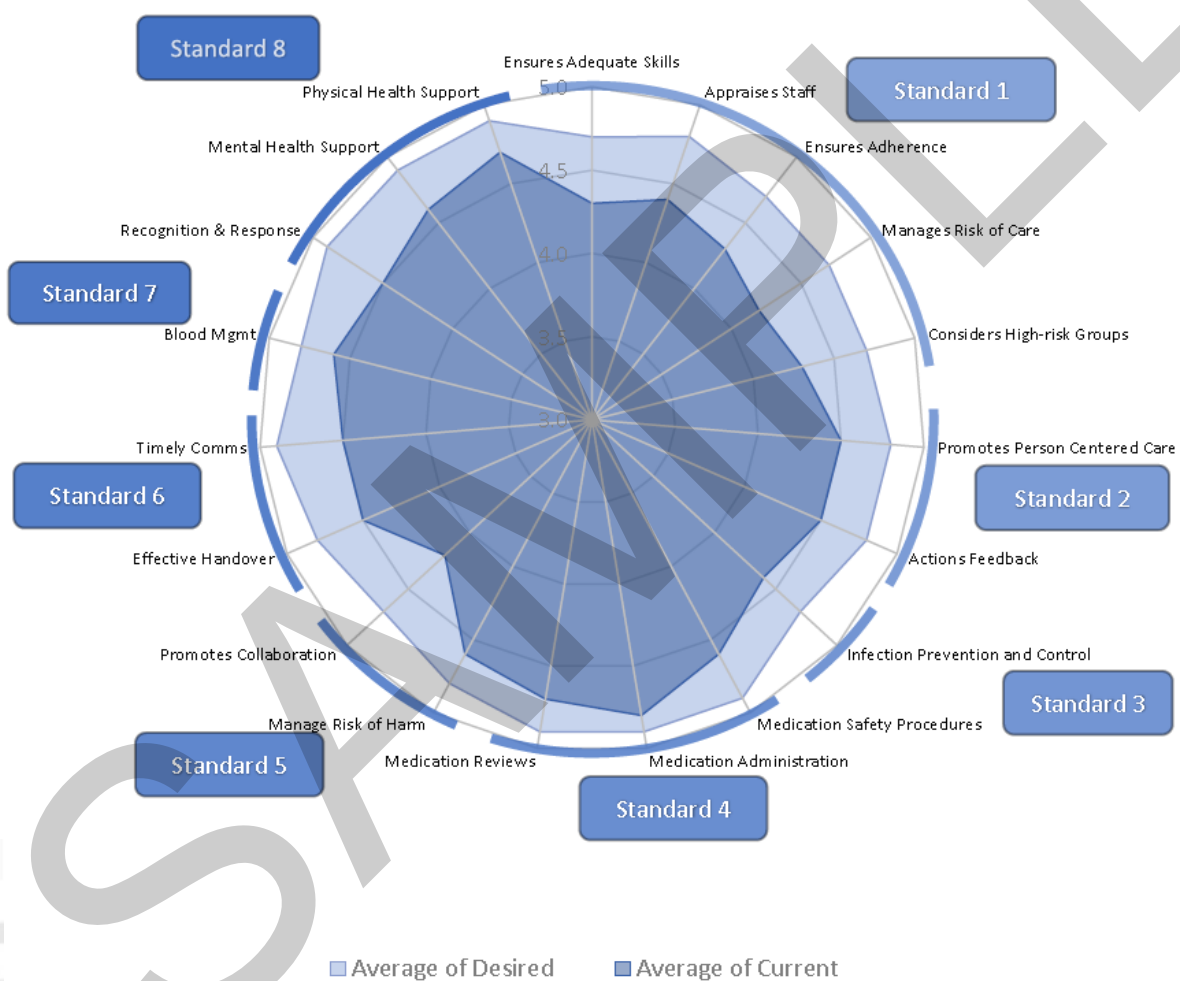 Standard 8
Ensures Adequate Skills
Physical Health Support
5.0
Appraises Staff
Standard 1
Mental Health Support
Ensures Adherence
4.5
Recognition & Response
Manages Risk of Care
4.0
Standard 7
Blood Mgmt
3.5
Considers High-risk Groups
3.0
Timely Comms
Promotes Person Centered Care
Standard 6
Standard 2
Effective Handover
Actions Feedback
Promotes Collaboration
Infection Prevention and Control
Standard 3
Manage Risk of Harm
Medication Safety Procedures
Standard 5
Medication Reviews
Medication Administration
Standard 4
Average of Desired
Average of Current
SAMPLE